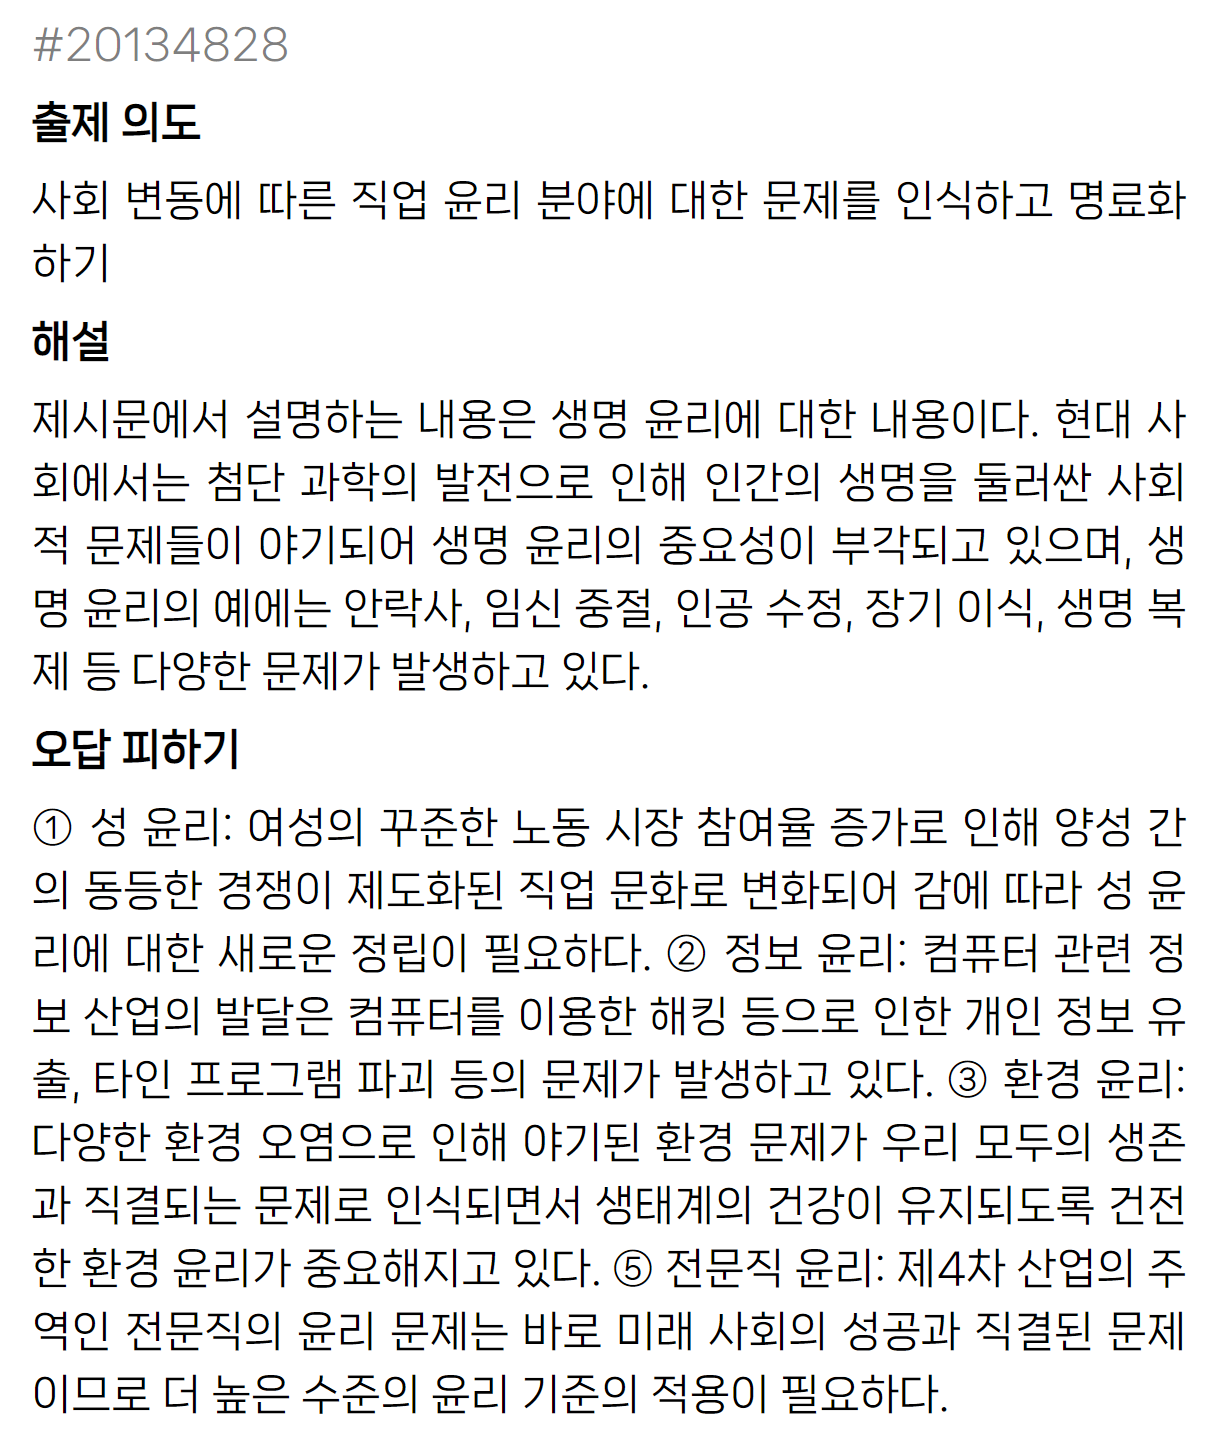 #20134828
출제 의도
사회 변동에 따른 직업 윤리 분야에 대한 문제를 인식하고 명료화
하기
해설
제시문에서 설명하는 내용은 생명 윤리에 대한 내용이다. 현대 사
회에서는 첨단 과학의 발전으로 인해 인간의 생명을 둘러싼 사회
적 문제들이 야기되어 생명 윤리의 중요성이 부각되고 있으며, 생
명 윤리의 예에는 안락사, 임신 중절, 인공 수정, 장기 이식, 생명 복
제 등 다양한 문제가 발생하고 있다.
오답 피하기
① 성 윤리: 여성의 꾸준한 노동 시장 참여율 증가로 인해 양성 간
의 동등한 경쟁이 제도화된 직업 문화로 변화되어 감에 따라 성 윤
리에 대한 새로운 정립이 필요하다. ② 정보 윤리: 컴퓨터 관련 정
보 산업의 발달은 컴퓨터를 이용한 해킹 등으로 인한 개인 정보 유
출, 타인 프로그램 파괴 등의 문제가 발생하고 있다. ③ 환경 윤리:
다양한 환경 오염으로 인해 야기된 환경 문제가 우리 모두의 생존
과 직결되는 문제로 인식되면서 생태계의 건강이 유지되도록 건전
한 환경 윤리가 중요해지고 있다. ⑤ 전문직 윤리: 제4차 산업의 주
역인 전문직의 윤리 문제는 바로 미래 사회의 성공과 직결된 문제
이므로 더 높은 수준의 윤리 기준의 적용이 필요하다.